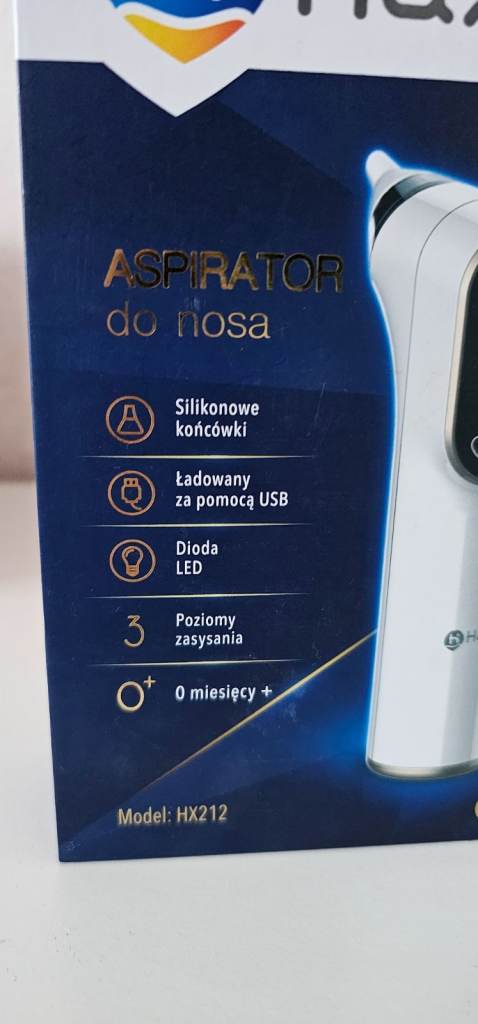 ASPIRATOR
do nosa
Silikonowe
końcówki
Ładowany
za pomocą USB
Dioda
LED
3
Poziomy
zasysania
0+
0 miesięcy +
Model: HX212